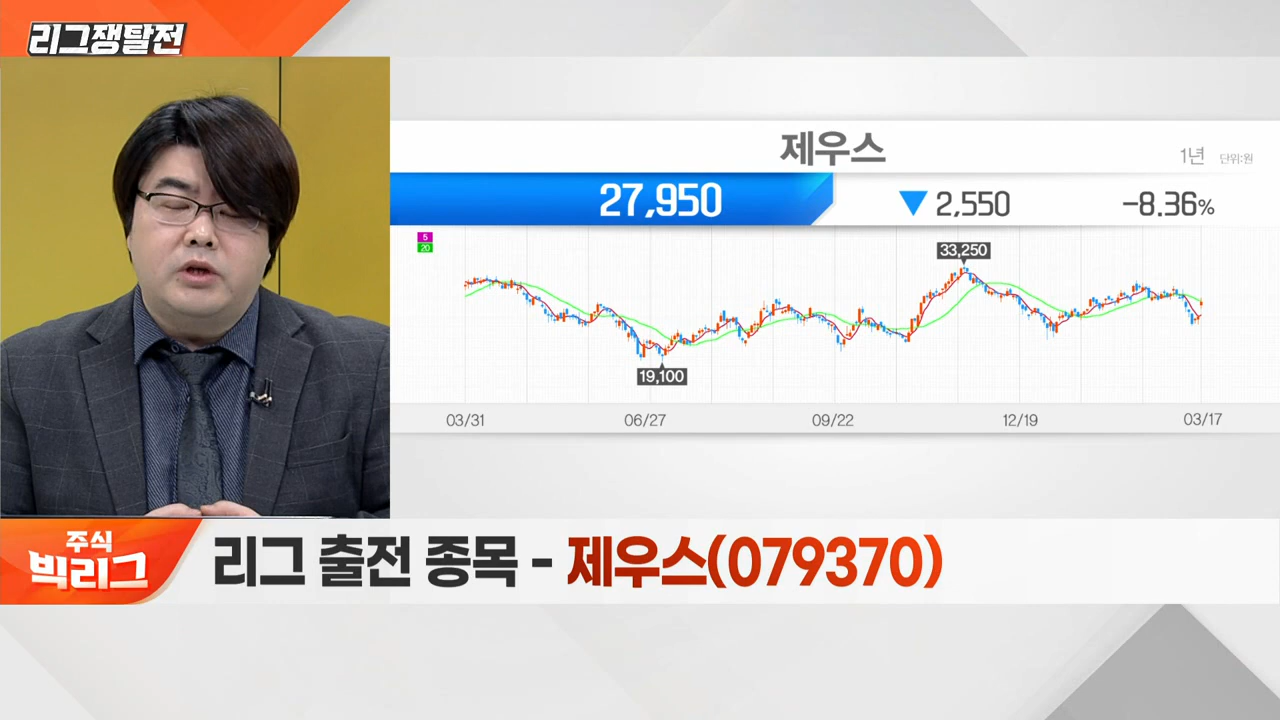 리그쟁탈전
제우스
1년 단위:원
27,950 ▼2,550 -8.36%
5
20
33,250
19,100
03/31 06/27 09/22 12/19 03/17
주식
빅리그
리그 출전 종목 - 제우스(079370)